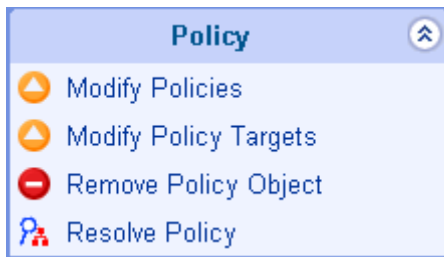 Policy
Modify Policies
Modify Policy Targets
Remove Policy Object
Resolve Policy